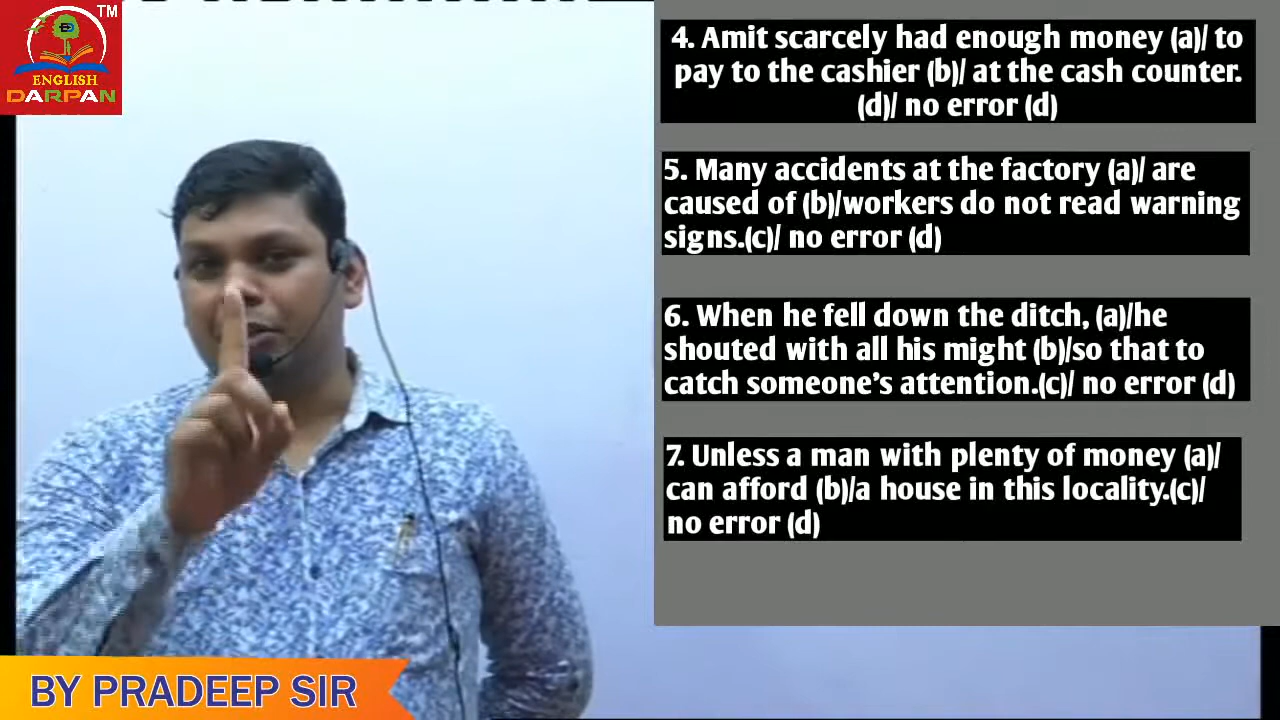 TM
ENGLISH
DARPAN
4. Amit scarcely had enough money (a)/ to
pay to the cashier (b)/ at the cash counter.
(d)/ no error (d)
5. Many accidents at the factory (a)/ are
caused of (b)/workers do not read warning
signs.(c)/ no error (d)
6. When he fell down the ditch, (a)/he
shouted with all his might (b)/so that to
catch someone’s attention.(c)/ no error (d)
7. Unless a man with plenty of money (a)/
can afford (b)/a house in this locality.(c)/
no error (d)
BY PRADEEP SIR